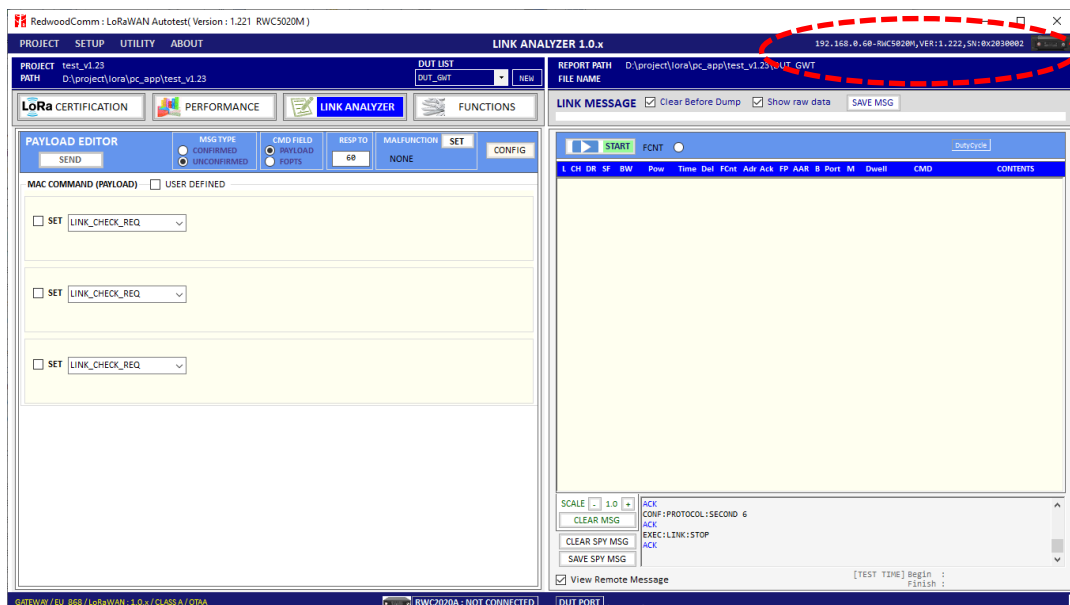 RedwoodComm : LoRaWAN Autotest( Version : 1.221 RWC5020M )
PROJECT SETUP UTILITY ABOUT
LINK ANALYZER 1.0.x
192.168.0.60-RWC5020M,VER:1.222,SN:0x2030002
PROJECT test_v1.23
PATH D:\project\lora\pc_app\test_v1.23
DUT LIST
DUT_GWT NEW
REPORT PATH D:\project\lora\pc_app\test_v1.23\DUT_GWT
FILE NAME
LoRa CERTIFICATION PERFORMANCE LINK ANALYZER FUNCTIONS
LINK MESSAGE Clear Before Dump Show raw data SAVE MSG
PAYLOAD EDITOR
SEND
MSG TYPE
CONFIRMED
UNCONFIRMED
CMD FIELD
PAYLOAD
FOPTS
RESP TO
60
MALFUNCTION SET
NONE
CONFIG
START FCNT DutyCycle
MAC COMMAND (PAYLOAD) USER DEFINED
L CH DR SF BW Pow Time Del FCnt Adr Ack FP AAR B Port M Dwell CMD CONTENTS
SET LINK_CHECK_REQ
SET LINK_CHECK_REQ
SET LINK_CHECK_REQ
SCALE - 1.0 +
CLEAR MSG
CLEAR SPY MSG
SAVE SPY MSG
ACK
CONF:PROTOCOL:SECOND 6
ACK
EXEC:LINK:STOP
ACK
View Remote Message
[TEST TIME] Begin :
Finish :
GATEWAY / EU_868 / LoRaWAN : 1.0.x / CLASS A / OTAA
RWC2020A : NOT CONNECTED
DUT PORT